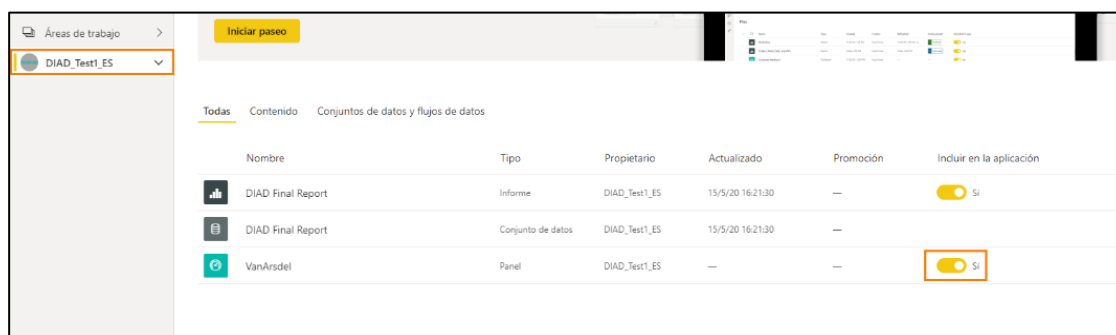 Áreas de trabajo
DIAD_Test1_ES
Iniciar paseo
Todas Contenido Conjuntos de datos y flujos de datos
Nombre Tipo Propietario Actualizado Promoción Incluir en la aplicación
DIAD Final Report Informe DIAD_Test1_ES 15/5/20 16:21:30 — Sí
DIAD Final Report Conjunto de datos DIAD_Test1_ES 15/5/20 16:21:30 —
VanArsdel Panel DIAD_Test1_ES — — Sí